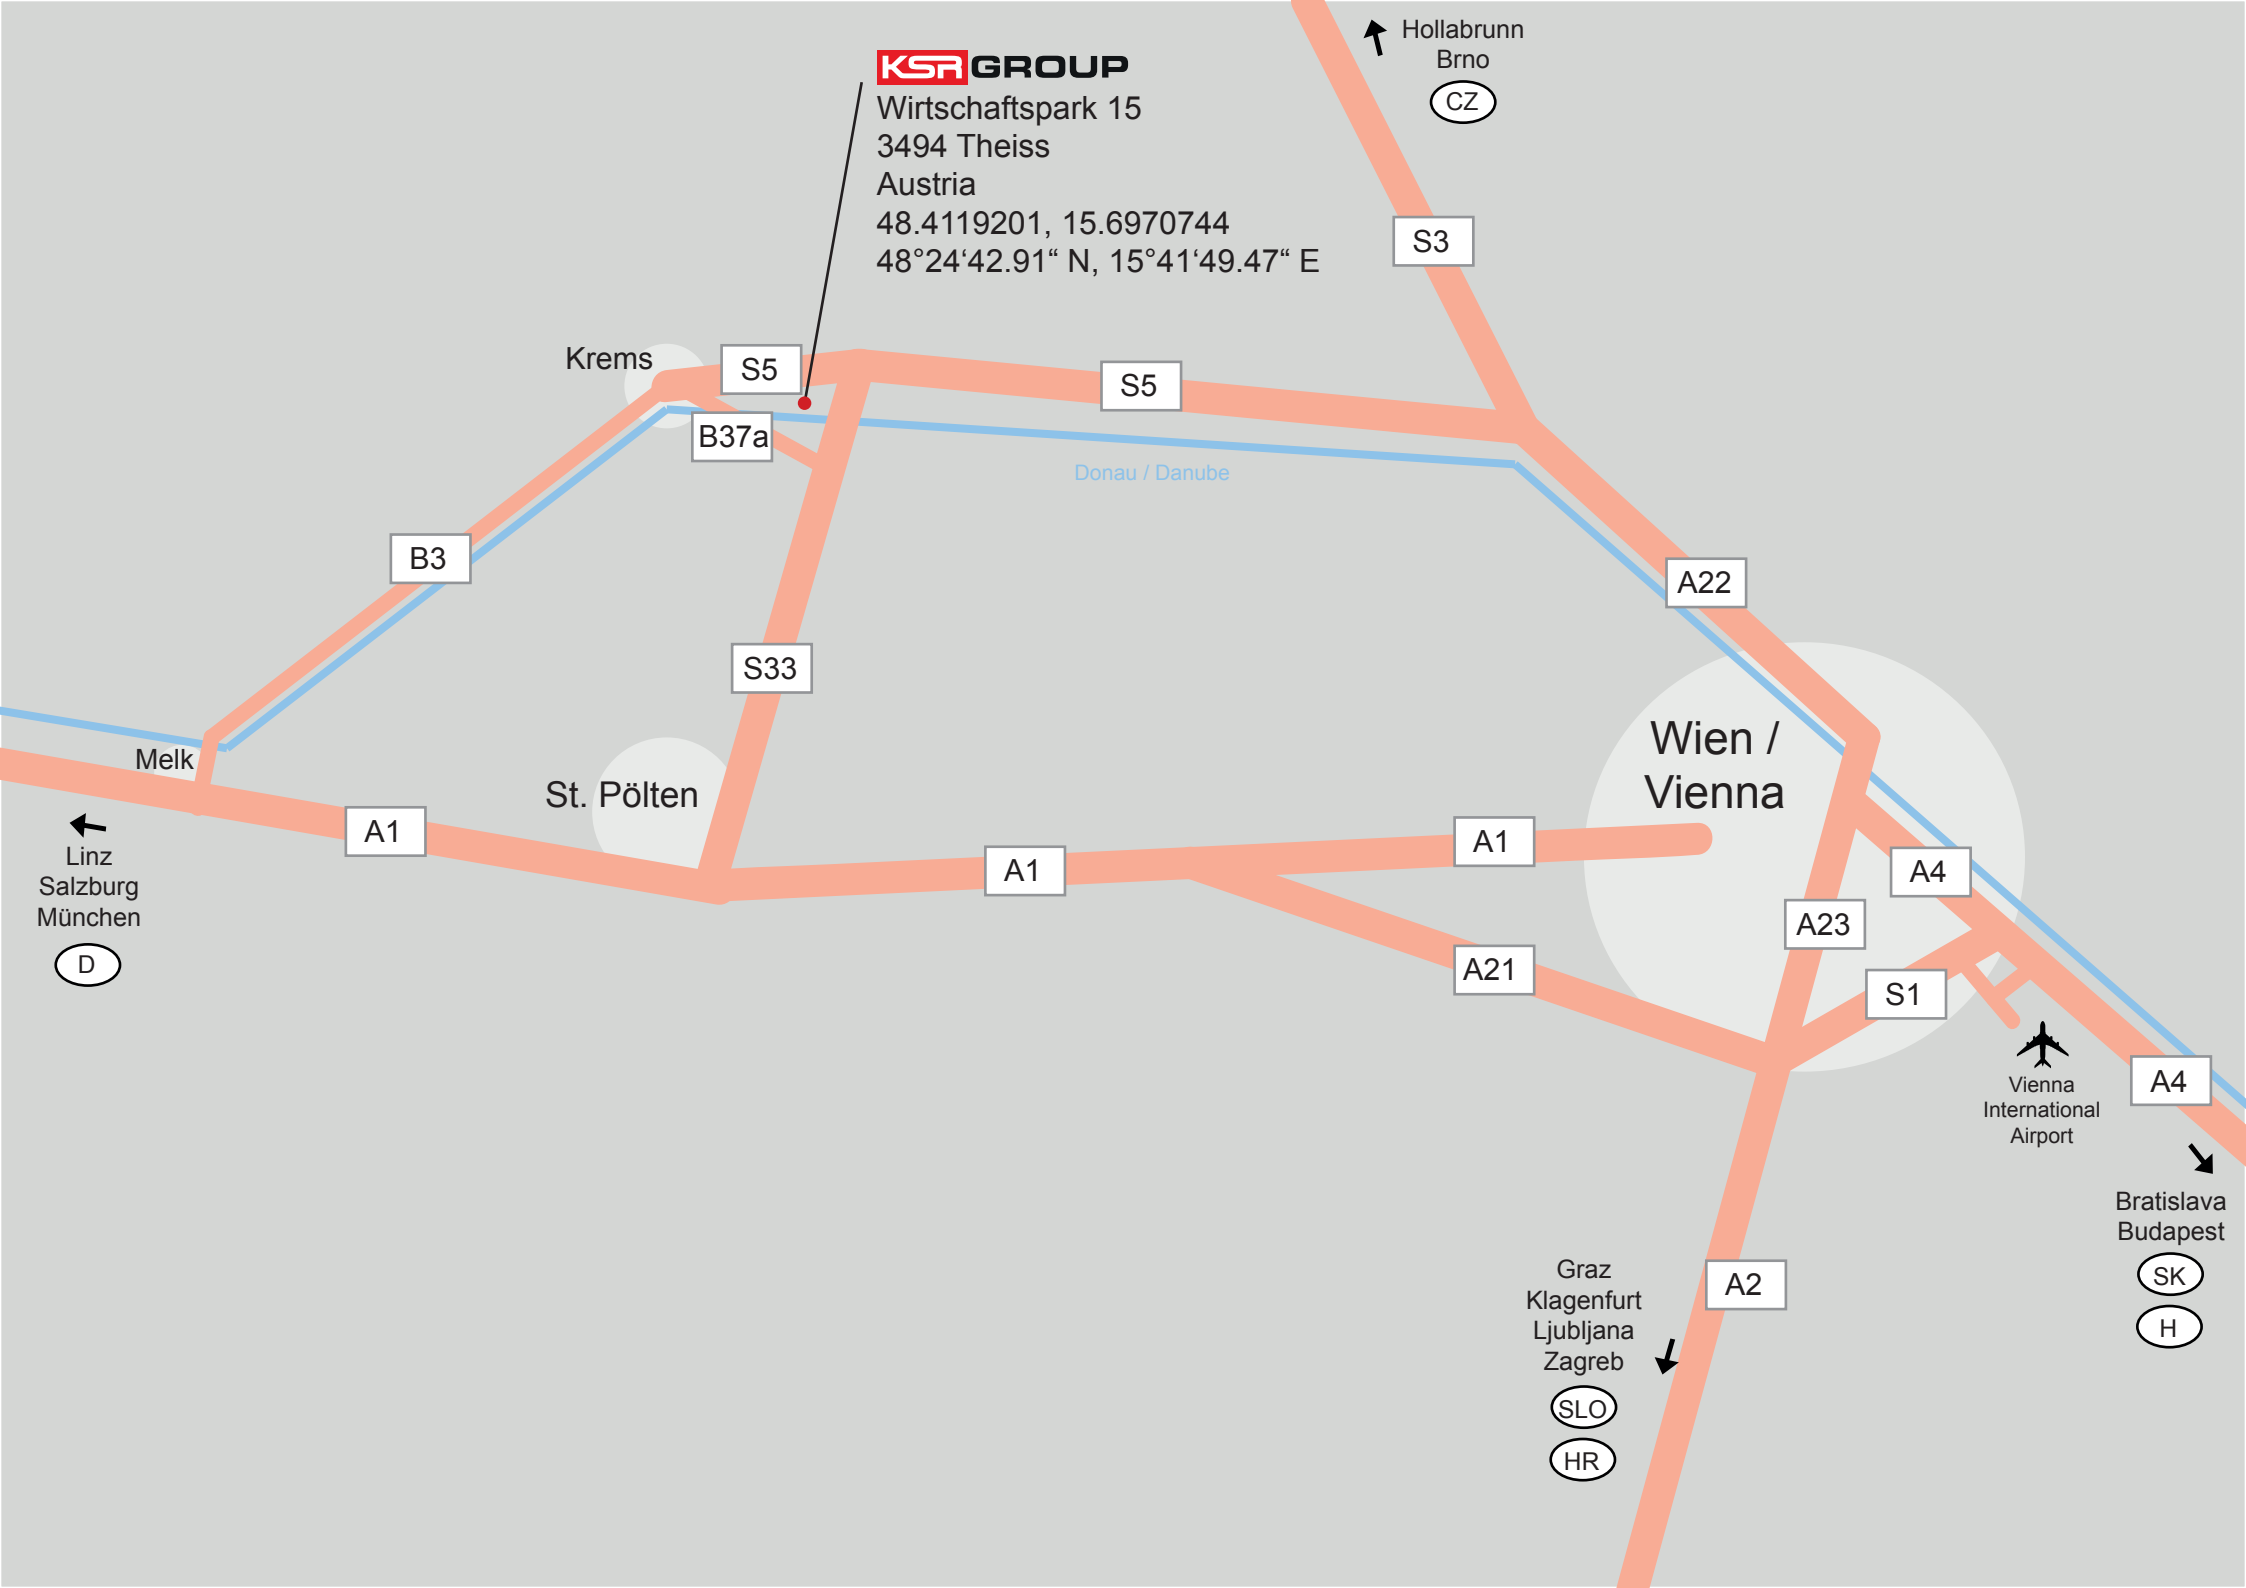 Hollabrunn
Brno
CZ
KSR GROUP
Wirtschaftspark 15
3494 Theiss
Austria
48.4119201, 15.6970744
48°24‘42.91“ N, 15°41‘49.47“ E
S3
Krems
S5
S5
B37a
Donau / Danube
B3
A22
S33
Wien /
Vienna
Melk
St. Pölten
A1
A1
A1
A4
Linz
Salzburg
München
D
A23
A21
S1
Vienna
International
Airport
A4
Bratislava
Budapest
SK
H
A2
Graz
Klagenfurt
Ljubljana
Zagreb
SLO
HR